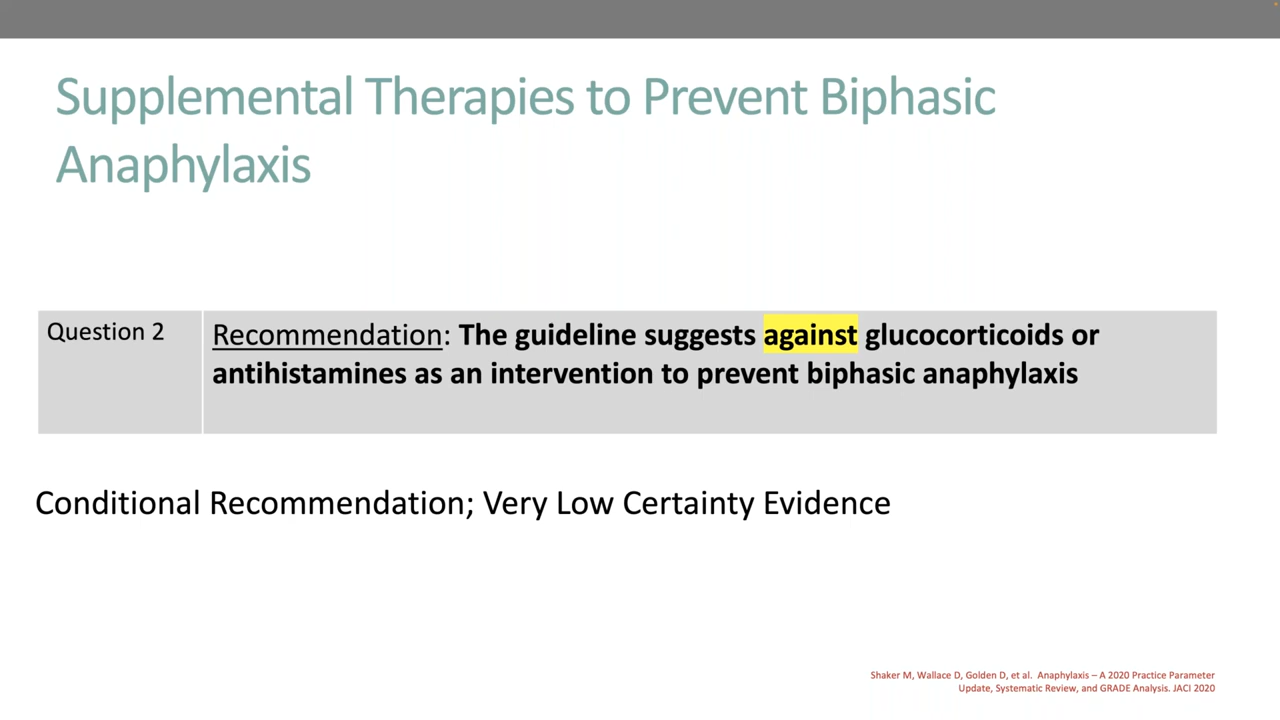 Supplemental Therapies to Prevent Biphasic
Anaphylaxis
Question 2
Recommendation: The guideline suggests against glucocorticoids or
antihistamines as an intervention to prevent biphasic anaphylaxis
Conditional Recommendation; Very Low Certainty Evidence
Shaker M, Wallace D, Golden D, et al. Anaphylaxis – A 2020 Practice Parameter
Update, Systematic Review, and GRADE Analysis. JACI 2020